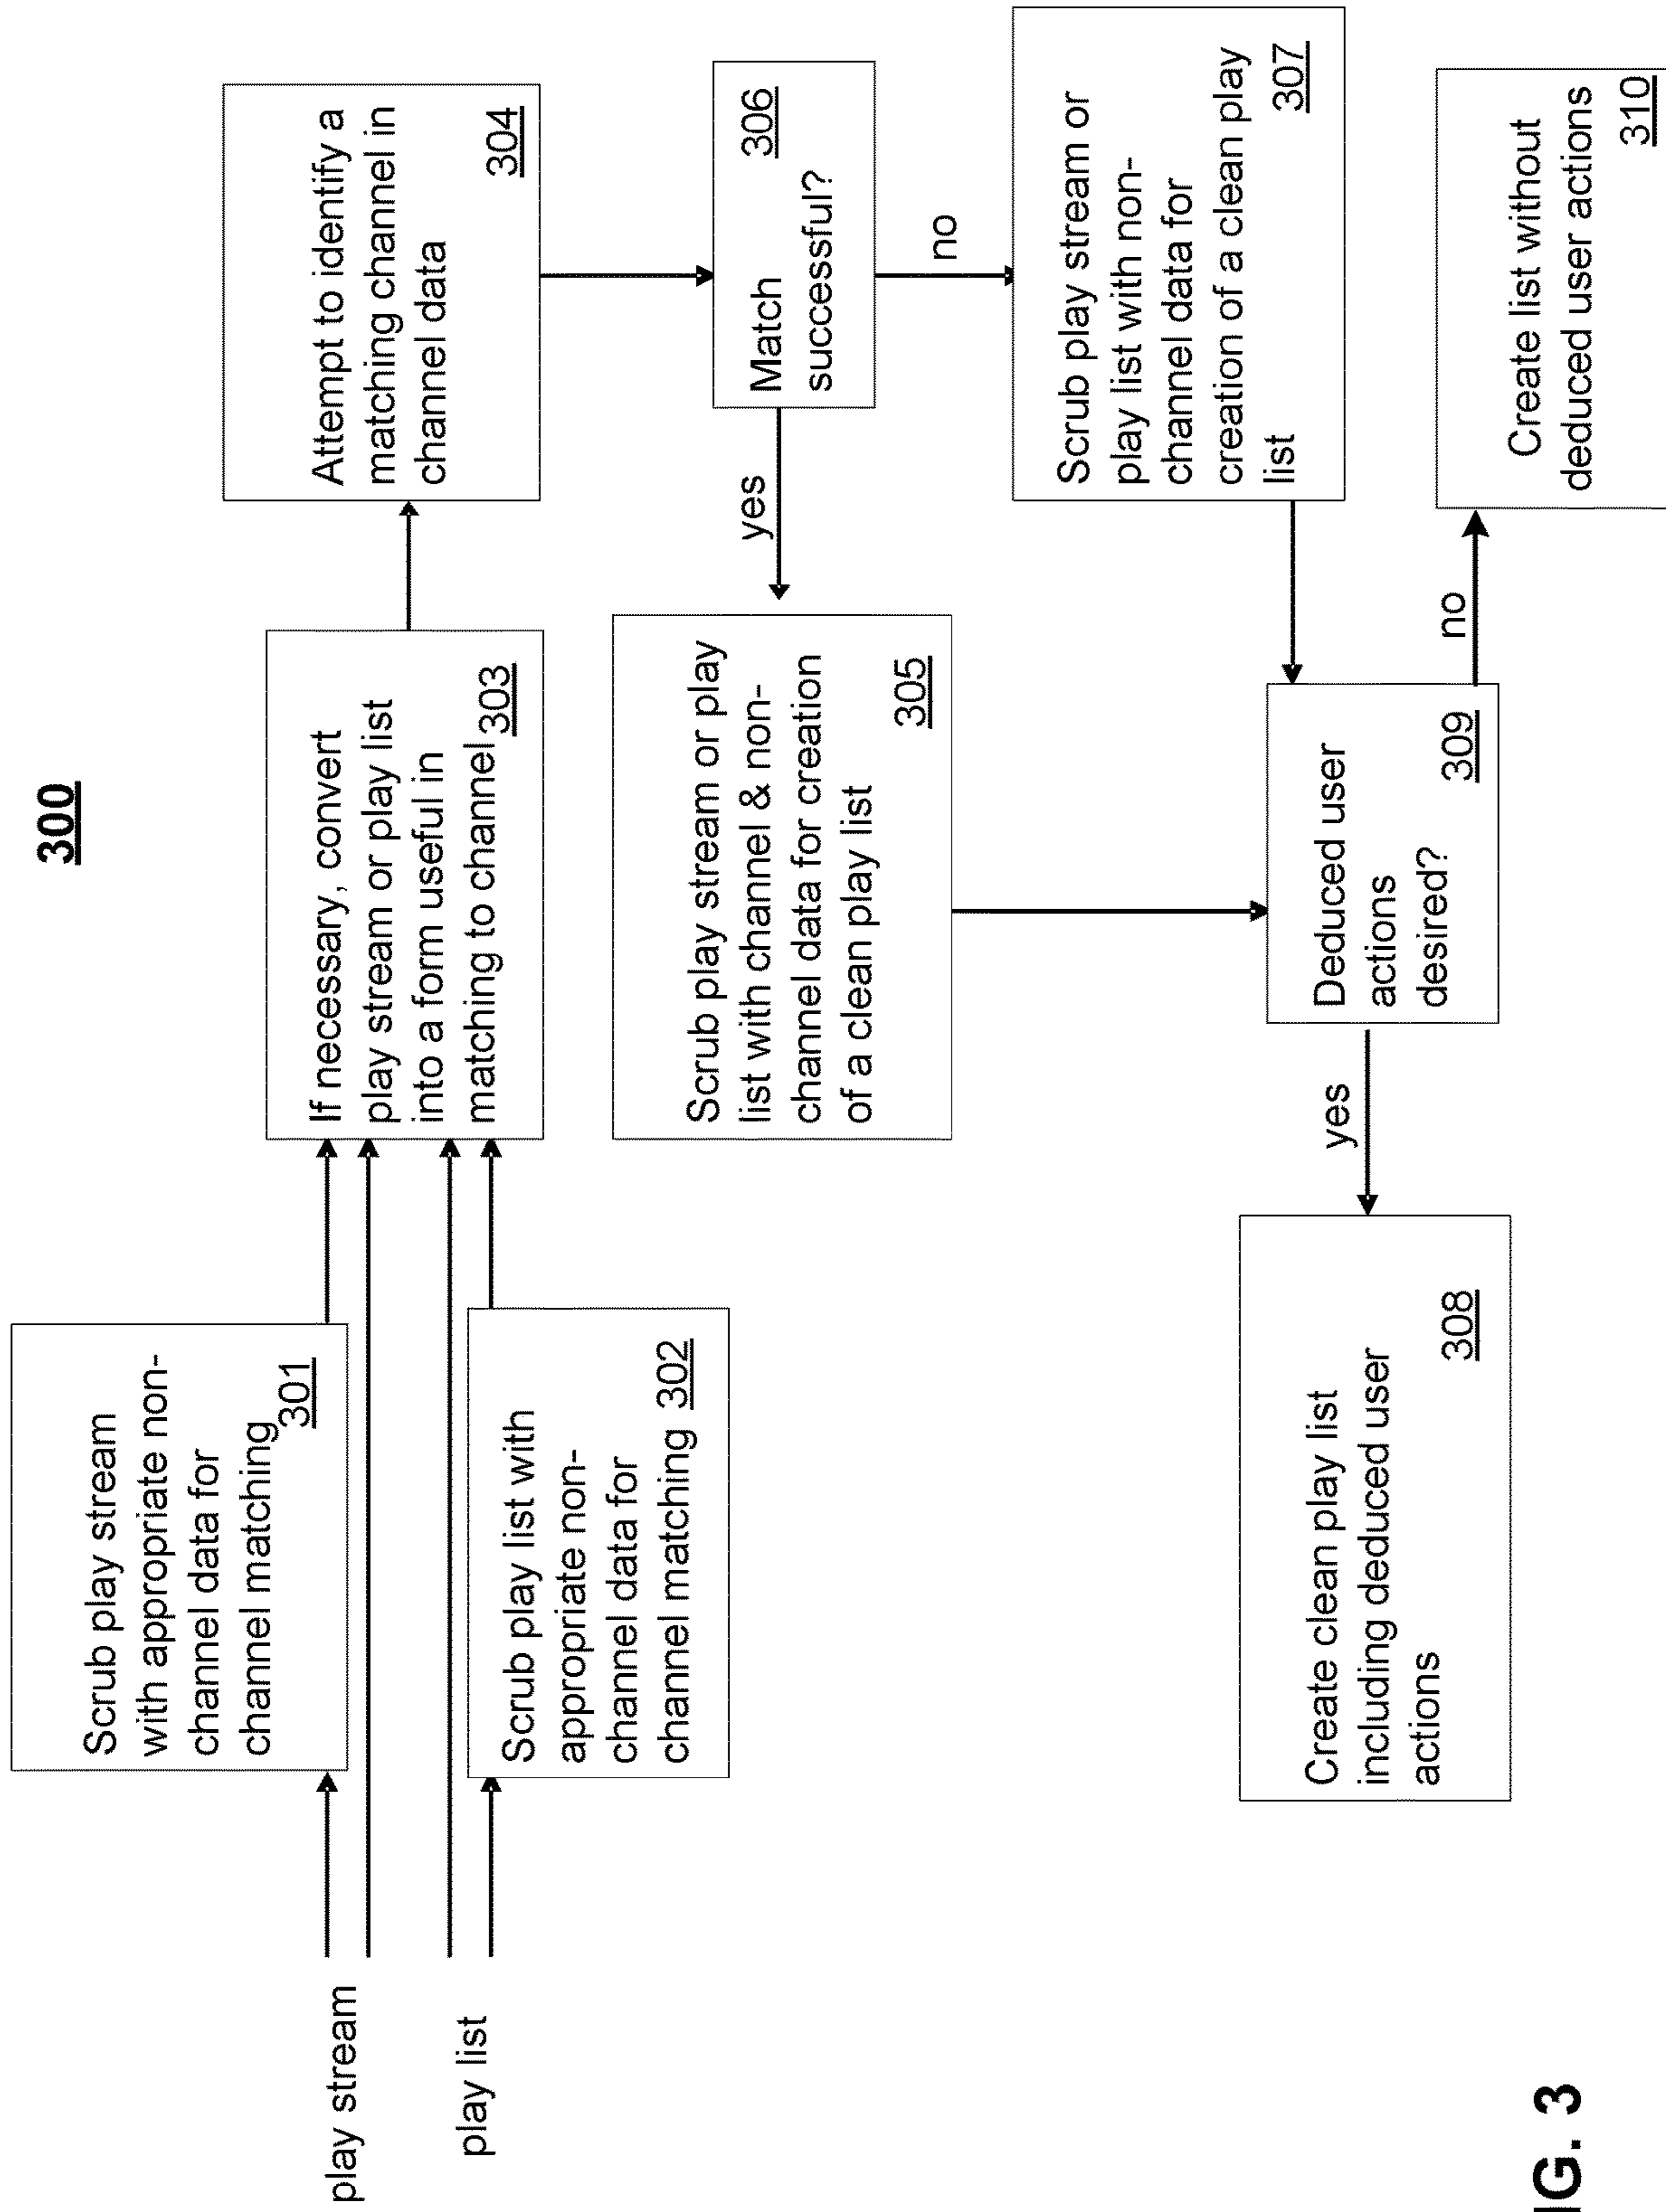 300
Scrub play stream
with appropriate non-
channel data for
channel matching
301
play stream
play list
Scrub play list with
appropriate non-
channel data for
channel matching 302
If necessary, convert
play stream or play list
into a form useful in
matching to channel 303
Attempt to identify a
matching channel in
channel data
304
Match
successful?
306
yes
no
Scrub play stream or play
list with channel & non-
channel data for creation
of a clean play list
305
Scrub play stream or
play list with non-
channel data for
creation of a clean play
list
307
Deduced user
actions
desired?
309
yes
no
Create clean play list
including deduced user
actions
308
Create list without
deduced user actions
310
IG. 3